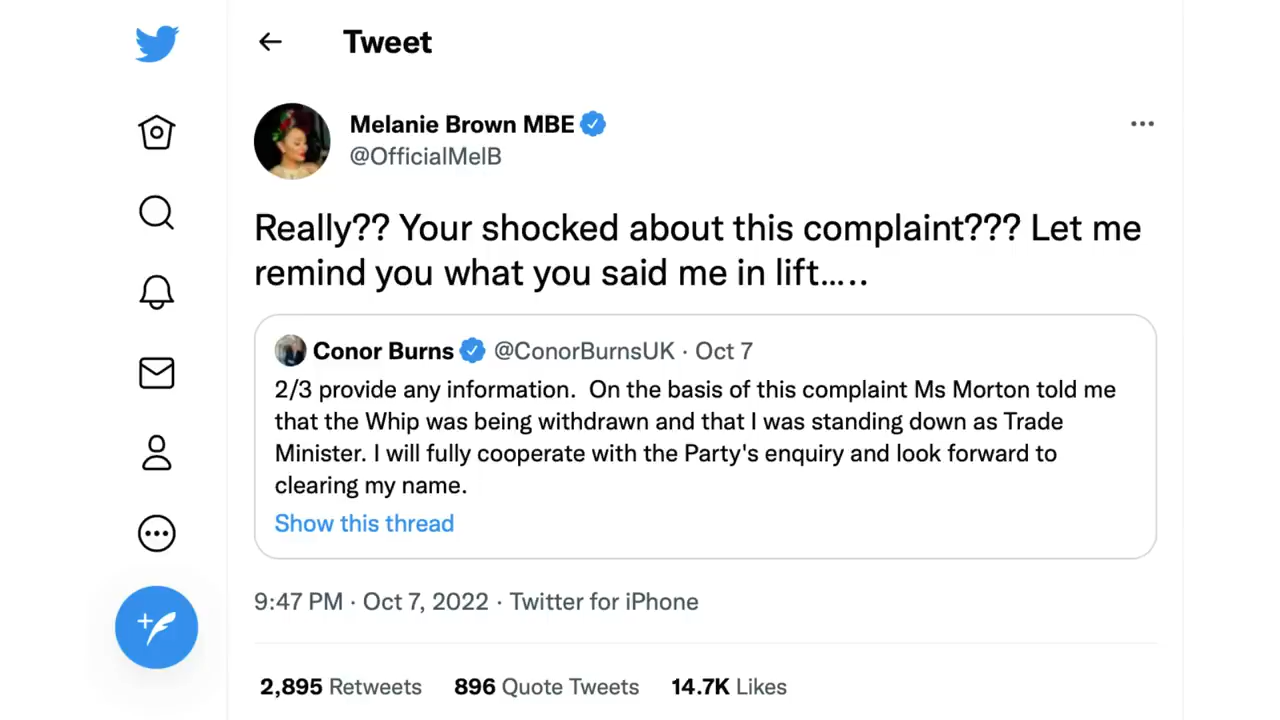 Tweet
Melanie Brown MBE
@OfficialMelB
Really?? Your shocked about this complaint??? Let me
remind you what you said me in lift.....
Conor Burns @ConorBurnsUK · Oct 7
2/3 provide any information.  On the basis of this complaint Ms Morton told me
that the Whip was being withdrawn and that I was standing down as Trade
Minister. I will fully cooperate with the Party's enquiry and look forward to
clearing my name.
Show this thread
9:47 PM · Oct 7, 2022 · Twitter for iPhone
2,895 Retweets 896 Quote Tweets 14.7K Likes